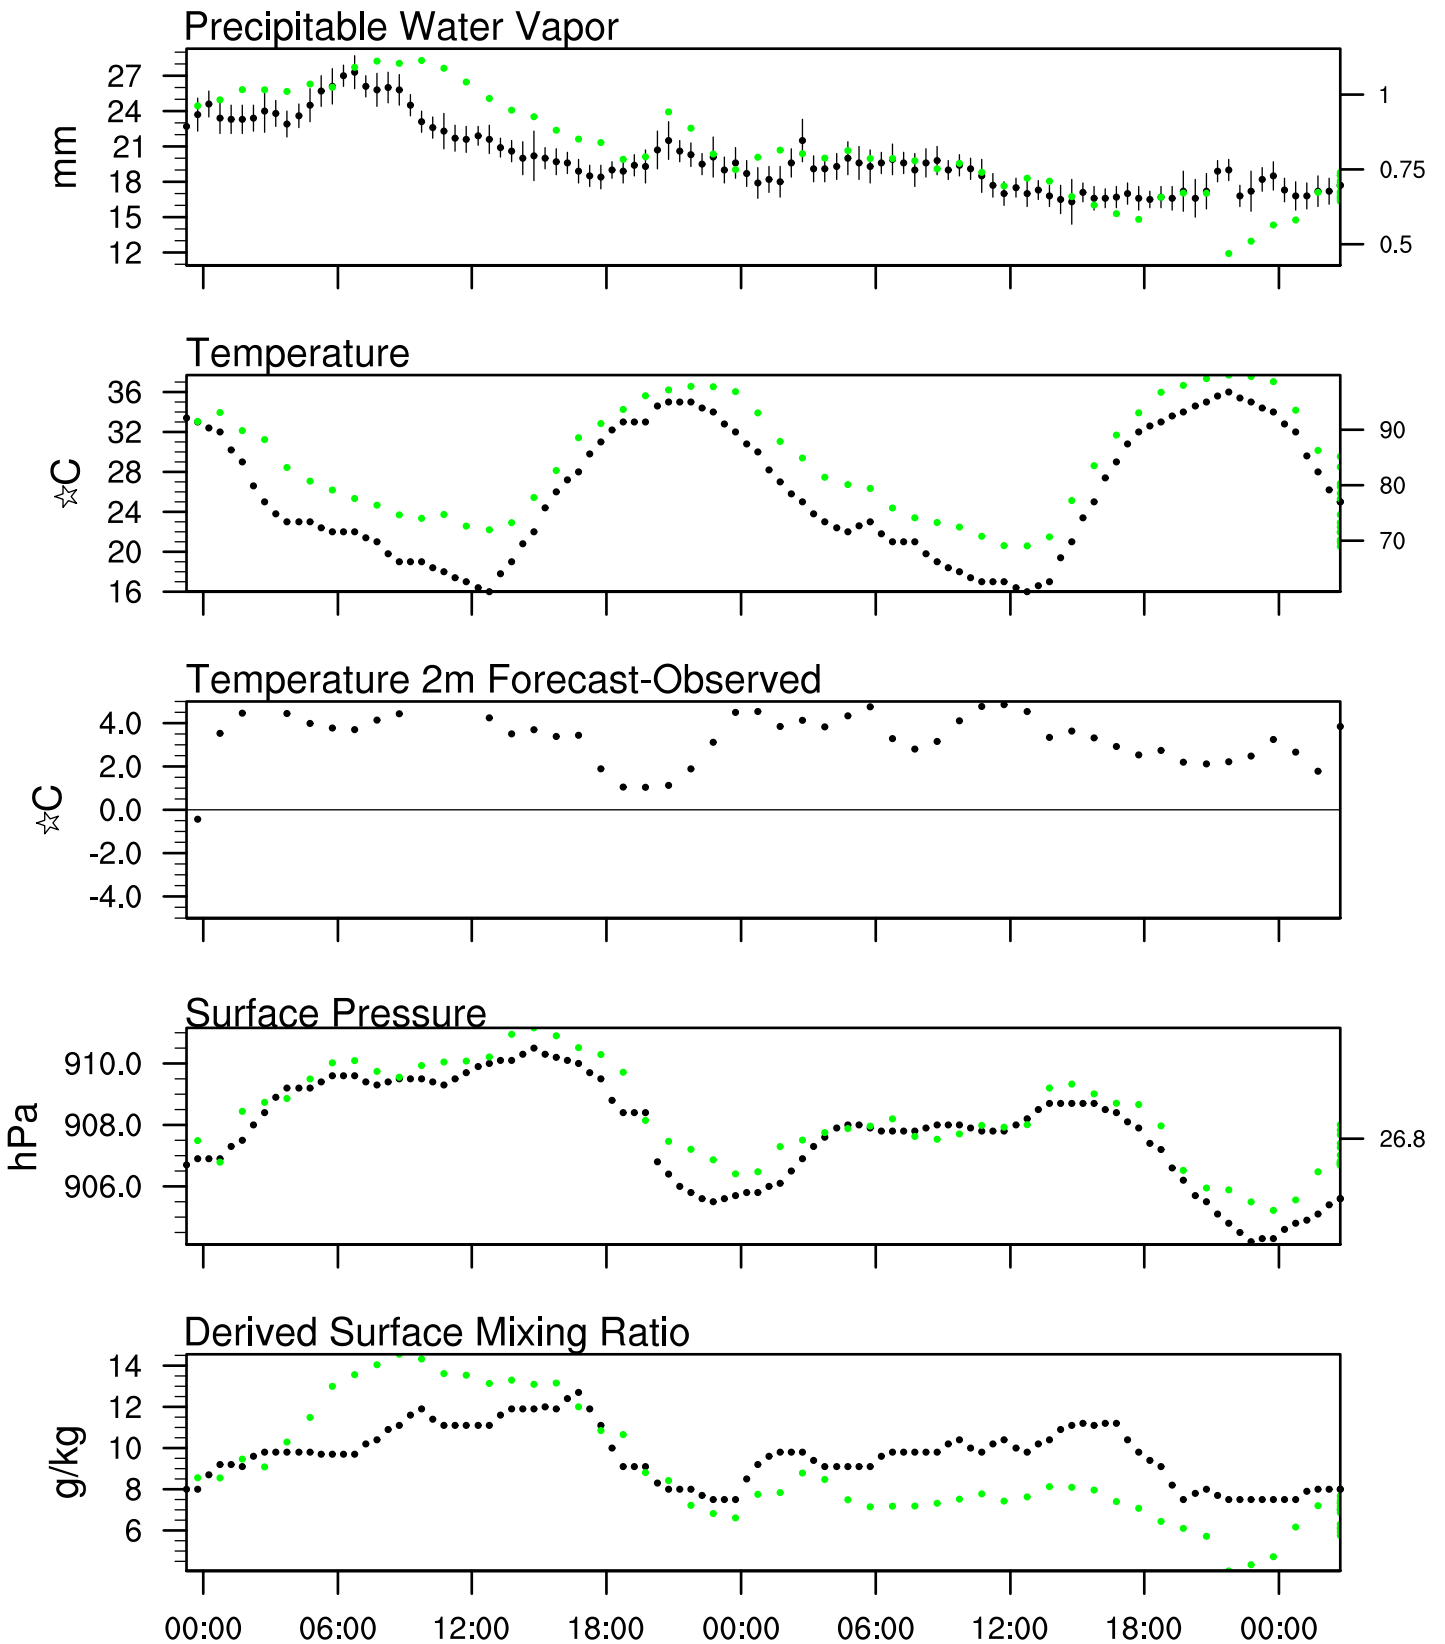 Precipitable Water Vapor
27
24
21
18
15
12
mm
1
0.75
0.5
Temperature
36
32
28
24
20
16
☆C
90
80
70
Temperature 2m Forecast-Observed
4.0
2.0
0.0
-2.0
-4.0
☆C
Surface Pressure
910.0
908.0
906.0
hPa
26.8
Derived Surface Mixing Ratio
14
12
10
8
6
g/kg
00:00 06:00 12:00 18:00 00:00 06:00 12:00 18:00 00:00